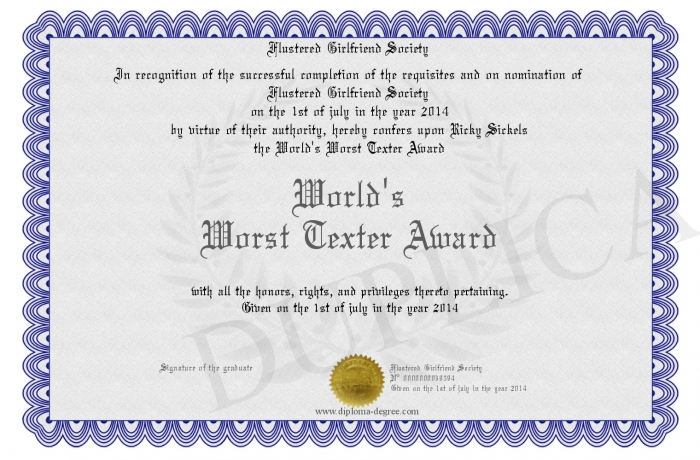 Flustered Girlfriend Society
In recognition of the successful completion of the requisites and on nomination of
Flustered Girlfriend Society
on the 1st of july in the year 2014
by virtue of their authority, hereby confers upon Ricky Sickels
the World's Worst Texter Award
World's
Worst Texter Award
with all the honors, rights, and privileges thereto pertaining.
Given on the 1st of july in the year 2014
Signature of the graduate
Flustered Girlfriend Society
Given on the 1st of july in the year 2014
www.diploma-degree.com
DUPLICA